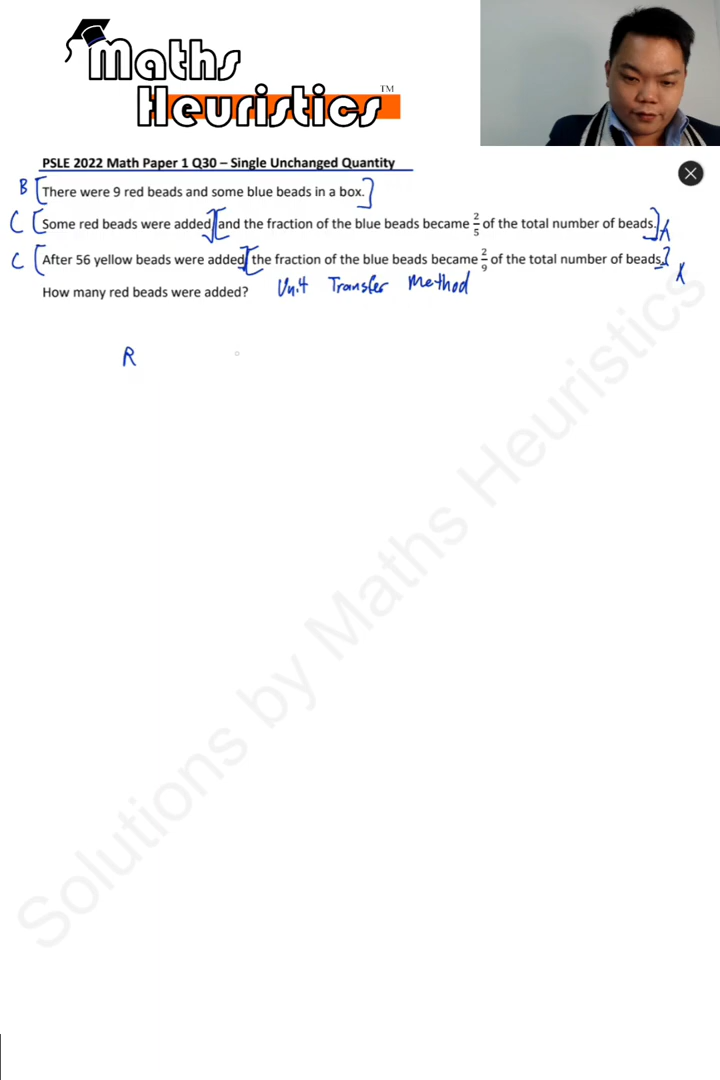 Maths
Heuristics™
PSLE 2022 Math Paper 1 Q30 – Single Unchanged Quantity
B [There were 9 red beads and some blue beads in a box.]
C [Some red beads were added] [and the fraction of the blue beads became 2/5 of the total number of beads.] A
C [After 56 yellow beads were added] [the fraction of the blue beads became 2/9 of the total number of beads.] A
How many red beads were added? Unit Transfer Method
R
Solutions by Maths Heuristics